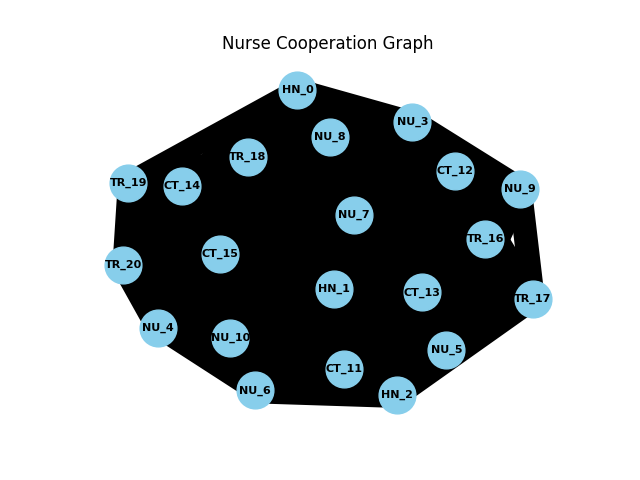 Nurse Cooperation Graph
HN_0
NU_3
NU_8
TR_18
CT_12
TR_19
CT_14
NU_9
NU_7
TR_16
CT_15
TR_20
HN_1
CT_13
TR_17
NU_4
NU_10
NU_5
CT_11
NU_6
HN_2